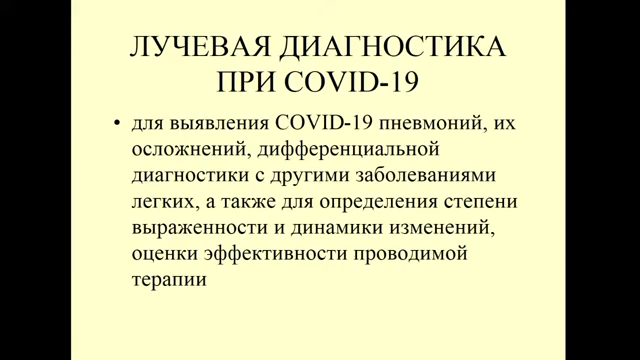 ЛУЧЕВАЯ ДИАГНОСТИКА
ПРИ COVID-19
• для выявления COVID-19 пневмоний, их
осложнений, дифференциальной
диагностики с другими заболеваниями
легких, а также для определения степени
выраженности и динамики изменений,
оценки эффективности проводимой
терапии